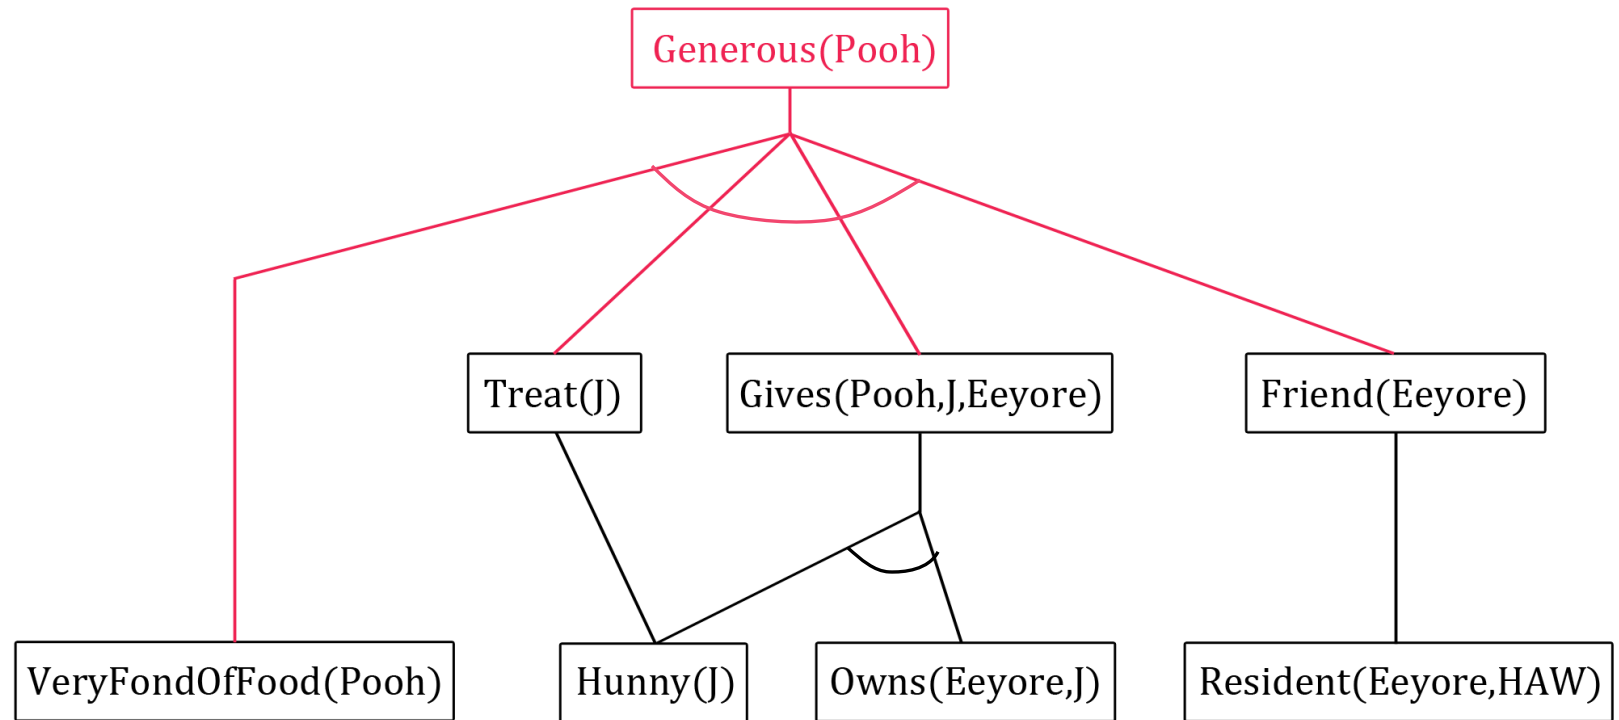 Generous(Pooh)
Treat(J)
Gives(Pooh,J,Eeyore)
Friend(Eeyore)
VeryFondOfFood(Pooh)
Hunny(J)
Owns(Eeyore,J)
Resident(Eeyore,HAW)